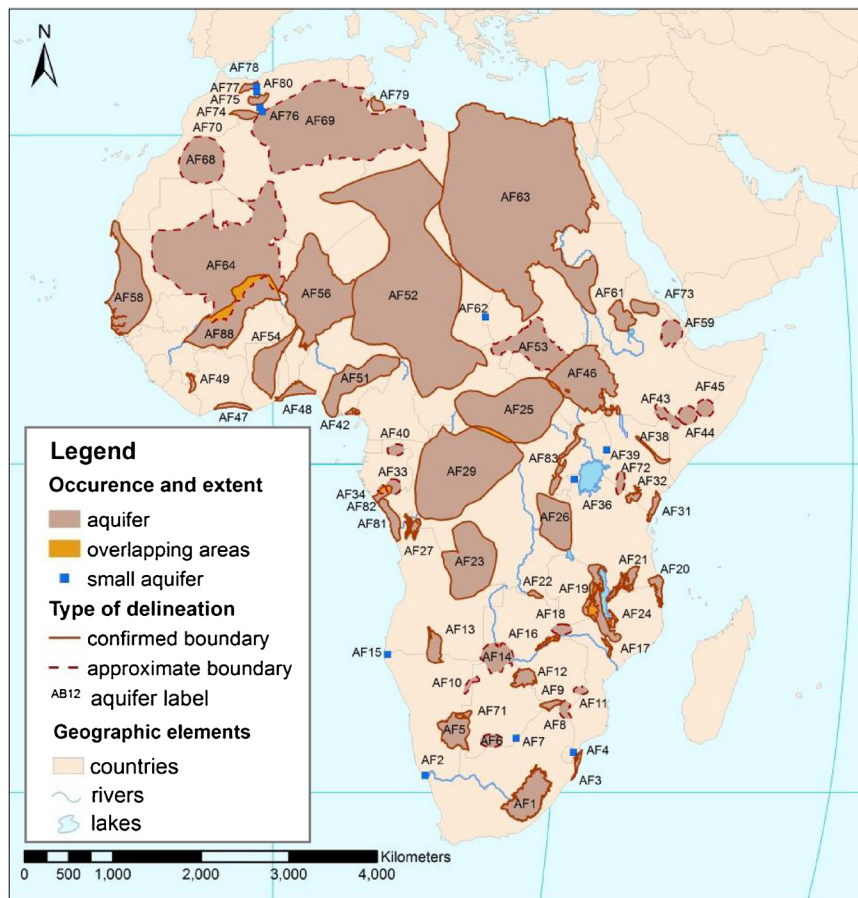 N
AF78
AF77
AF80
AF75
AF79
AF74
AF76
AF70
AF69
AF68
AF63
AF64
AF58
AF56
AF52
AF62
AF61
AF73
AF59
AF88
AF54
AF53
AF49
AF51
AF46
AF45
AF43
AF47
AF48
AF42
AF25
AF44
AF38
AF40
AF39
AF83
AF29
AF72
AF33
AF32
AF34
AF82
AF36
AF31
AF81
AF26
AF27
AF23
AF21
AF20
AF22
AF19
AF24
AF18
AF13
AF16
AF17
AF15
AF14
AF12
AF10
AF9
AF11
AF71
AF8
AF5
AF6
AF7
AF4
AF2
AF3
AF1
Legend
Occurence and extent
aquifer
overlapping areas
small aquifer
Type of delineation
confirmed boundary
approximate boundary
AB12 aquifer label
Geographic elements
countries
rivers
lakes
Kilometers
0 500 1,000 2,000 3,000 4,000